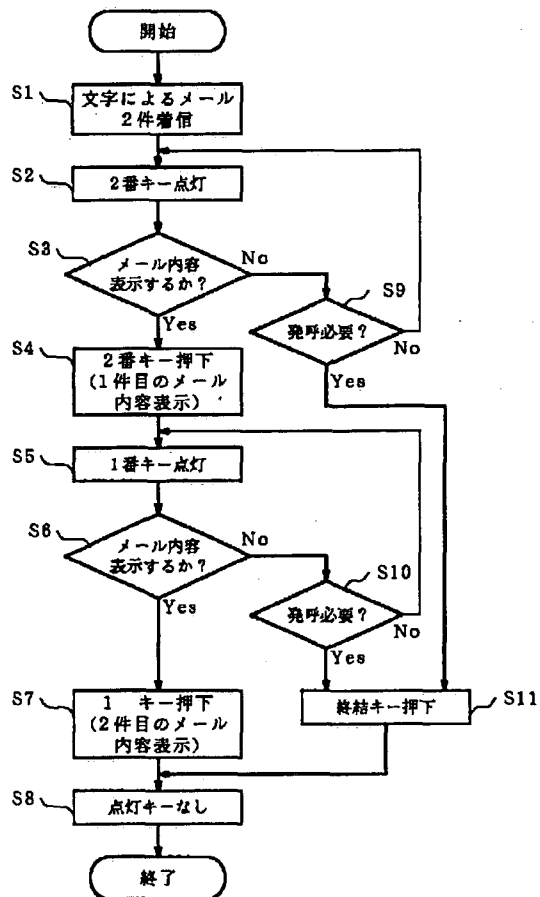 開始
S1
文字によるメール
2件着信
S2
2番キー点灯
S3
メール内容
表示するか?
No
Yes
S9
発呼必要?
No
Yes
S4
2番キー押下
(1件目のメール
内容表示)
S5
1番キー点灯
S6
メール内容
表示するか?
No
Yes
S10
発呼必要?
No
Yes
S7
1 キー押下
(2件目のメール
内容表示)
終結キー押下
S11
S8
点灯キーなし
終了